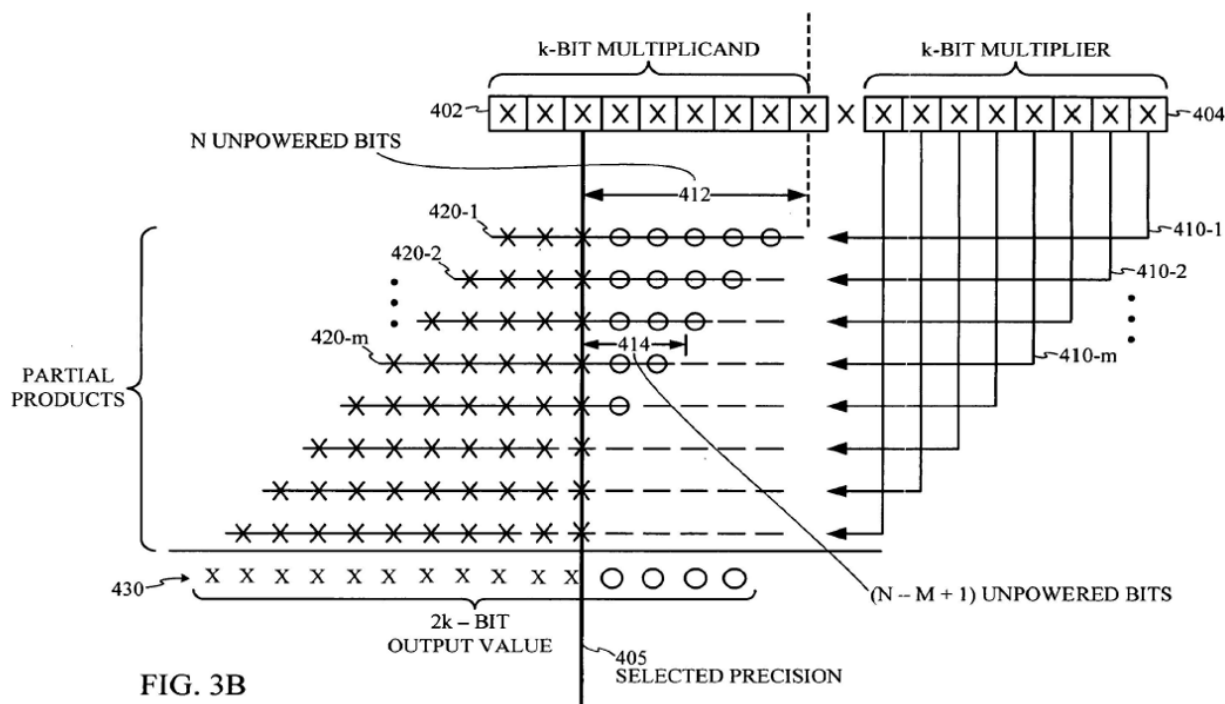 k-BIT MULTIPLICAND
k-BIT MULTIPLIER
402 X X X X X X X X X X X X X X X X X X 404
N UNPOWERED BITS
412
420-1 X X X O O O O O
410-1
420-2 X X X X O O O O
410-2
X X X X X O O O
414
420-m X X X X X X O O
410-m
PARTIAL
PRODUCTS
X X X X X X X O
X X X X X X X X
X X X X X X X X X
X X X X X X X X X X
430 X X X X X X X X X X X O O O O
(N – M + 1) UNPOWERED BITS
2k – BIT
OUTPUT VALUE
405
SELECTED PRECISION
FIG. 3B